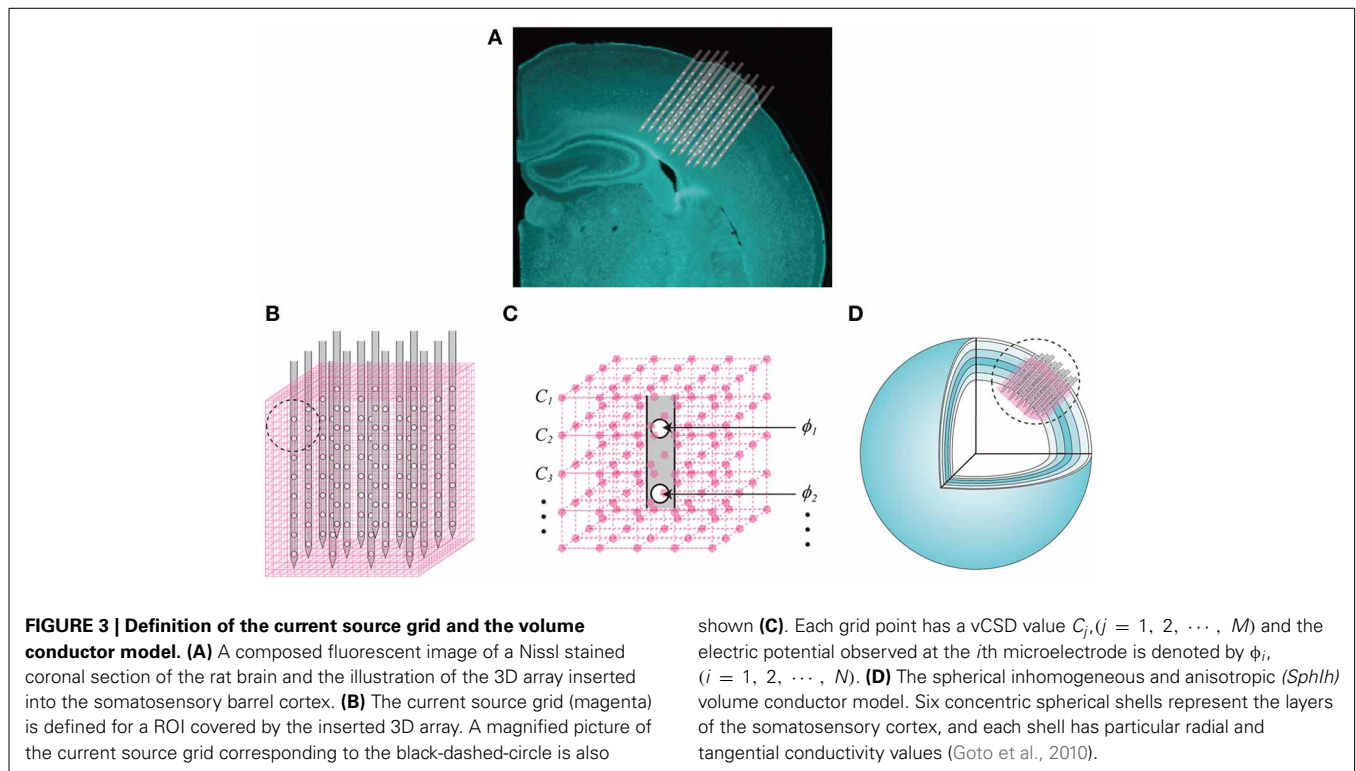 A
B
C
D
C1
C2
C3
ϕ1
ϕ2
FIGURE 3 | Definition of the current source grid and the volume
conductor model. (A) A composed fluorescent image of a Nissl stained
coronal section of the rat brain and the illustration of the 3D array inserted
into the somatosensory barrel cortex. (B) The current source grid (magenta)
is defined for a ROI covered by the inserted 3D array. A magnified picture of
the current source grid corresponding to the black-dashed-circle is also
shown (C). Each grid point has a vCSD value Cj,(j = 1, 2, ··· , M) and the
electric potential observed at the ith microelectrode is denoted by ϕi,
(i = 1, 2, ··· , N). (D) The spherical inhomogeneous and anisotropic (SphIh)
volume conductor model. Six concentric spherical shells represent the layers
of the somatosensory cortex, and each shell has particular radial and
tangential conductivity values (Goto et al., 2010).